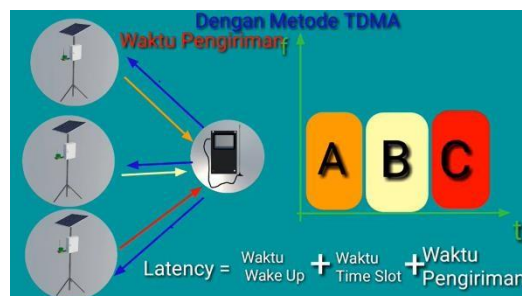 Dengan Metode TDMA
Waktu Pengiriman
f
A B C
t
Latency = Waktu Wake Up + Waktu Time Slot + Waktu Pengiriman